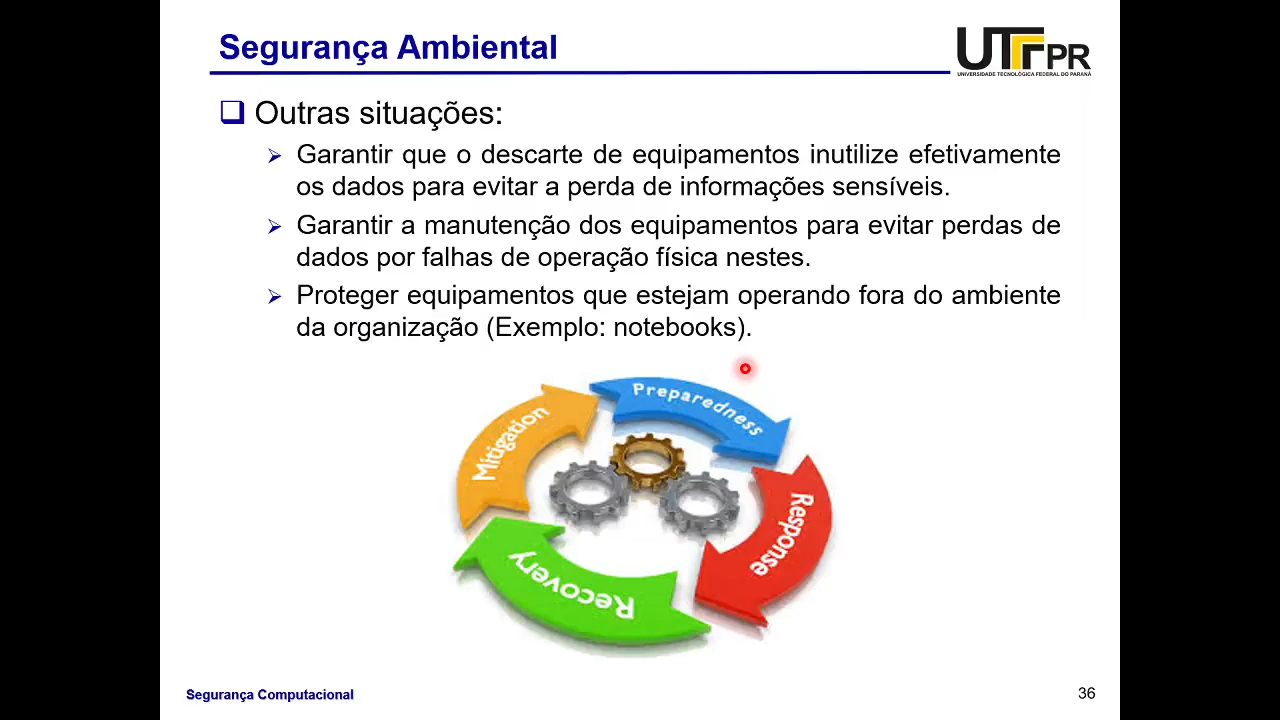 Segurança Ambiental
UTFPR
UNIVERSIDADE TECNOLÓGICA FEDERAL DO PARANÁ
Outras situações:
Garantir que o descarte de equipamentos inutilize efetivamente
os dados para evitar a perda de informações sensíveis.
Garantir a manutenção dos equipamentos para evitar perdas de
dados por falhas de operação física nestes.
Proteger equipamentos que estejam operando fora do ambiente
da organização (Exemplo: notebooks).
Preparedness
Mitigation
Response
Recovery
Segurança Computacional
36